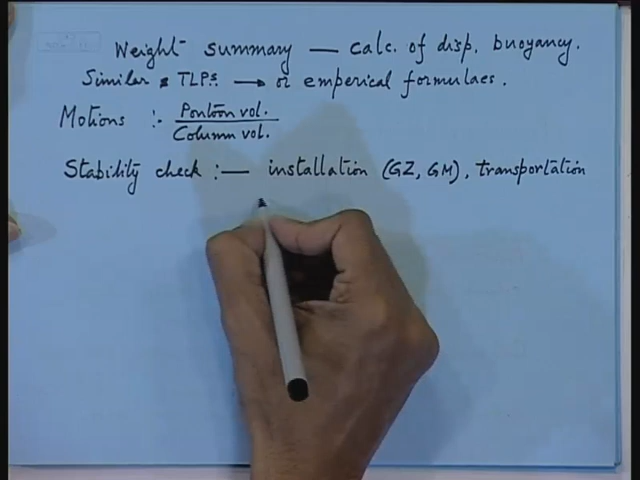 Weight summary — calc. of disp. buoyancy.
Similar TLPs. → or emperical formulaes.
Motions :- Pontoon vol. / Column vol.
Stability check :— installation (GZ, GM), transportation